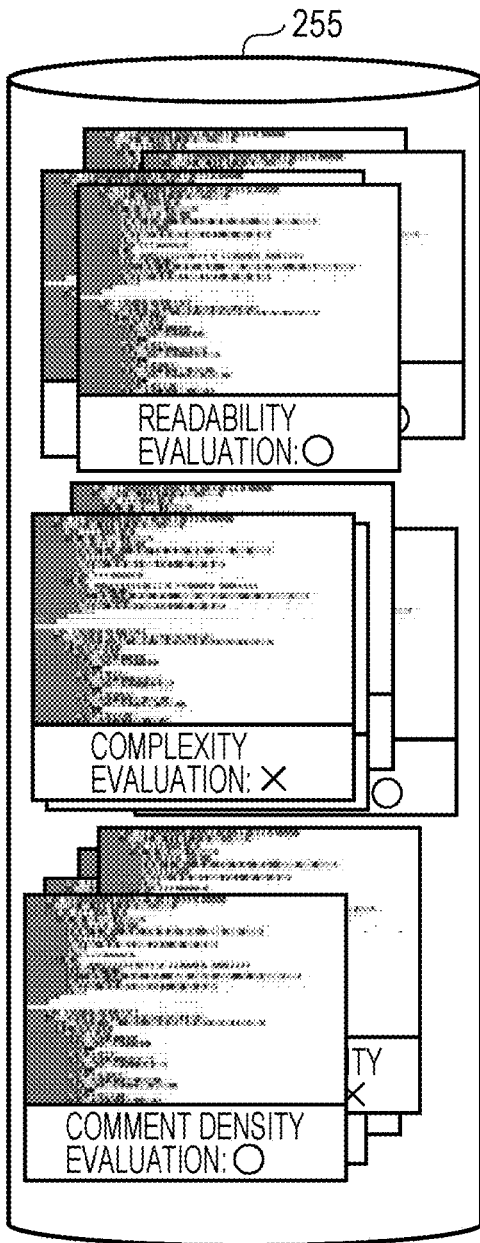 255
READABILITY
EVALUATION: ○
COMPLEXITY
EVALUATION: ×
○
TY
×
COMMENT DENSITY
EVALUATION: ○